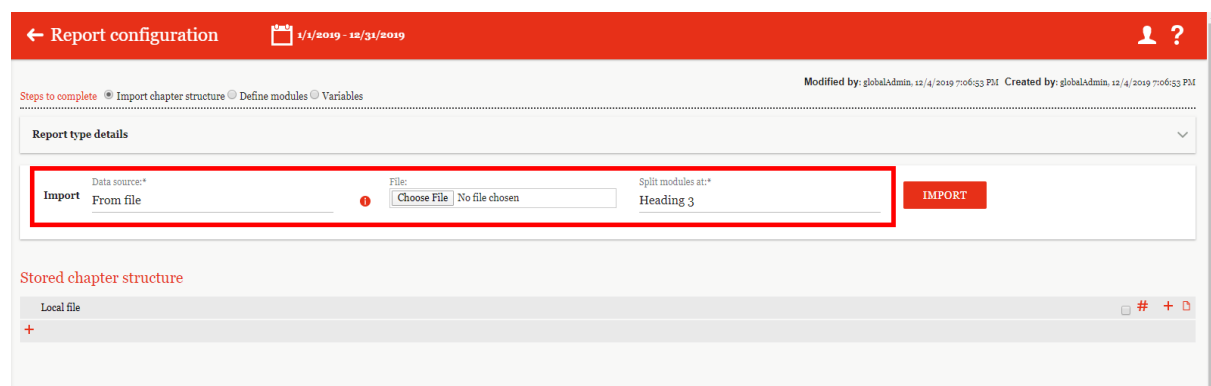 ← Report configuration 1/1/2019 - 12/31/2019 ?
Modified by: globalAdmin, 12/4/2019 7:06:53 PM Created by: globalAdmin, 12/4/2019 7:06:53 PM
Steps to complete Import chapter structure Define modules Variables
Report type details
Data source:* File: Split modules at:*
Import From file Choose File No file chosen Heading 3 IMPORT
Stored chapter structure
Local file # +
+